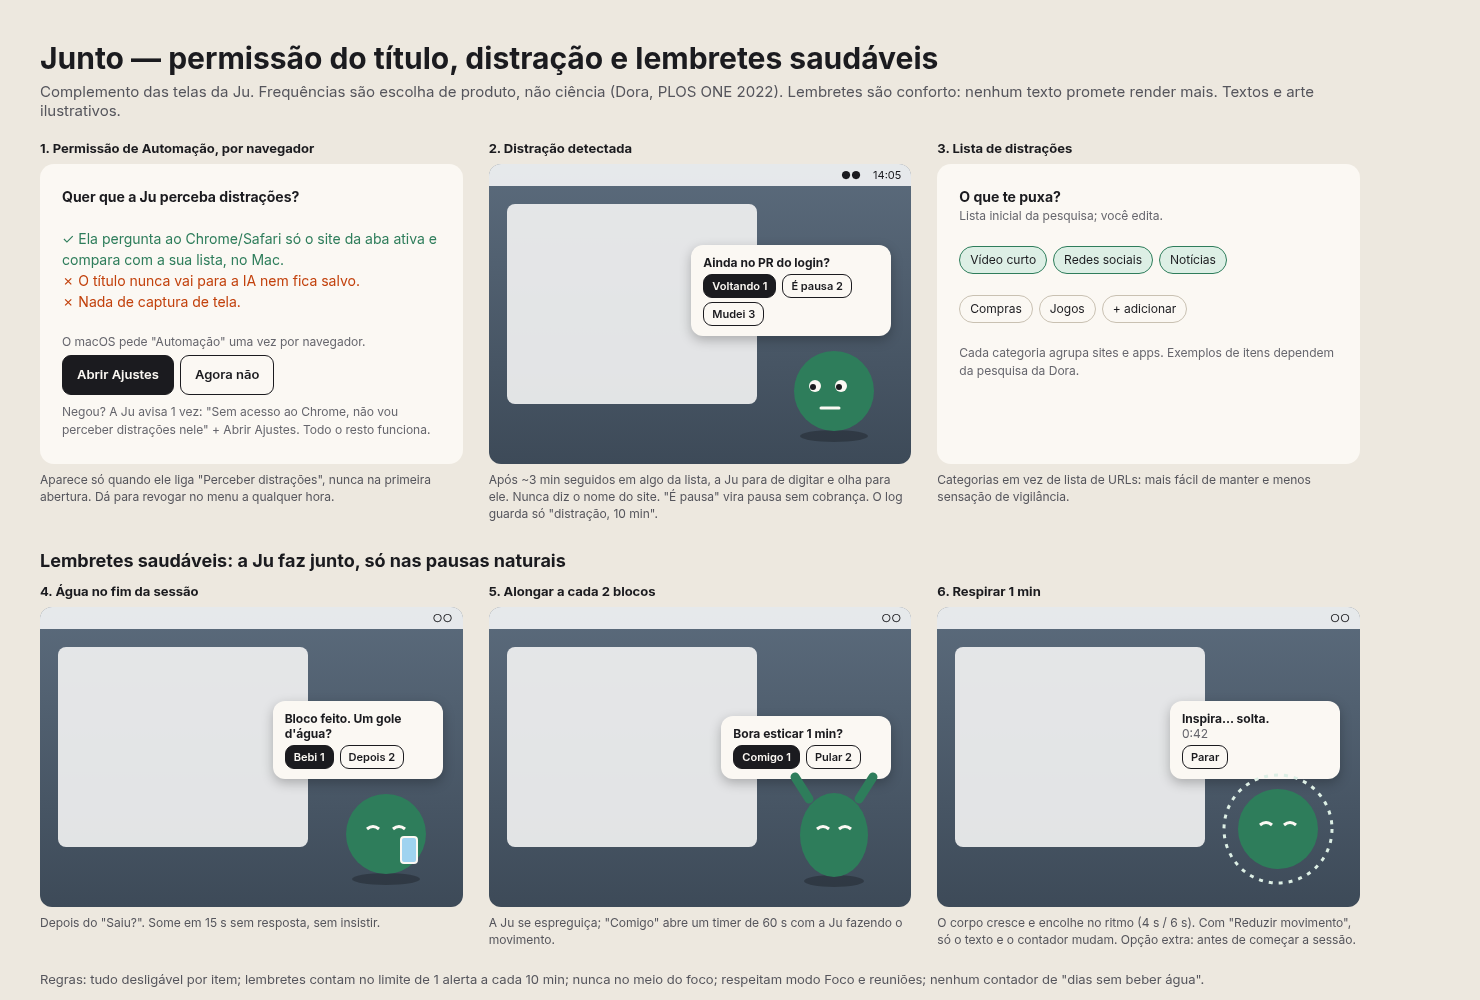 Junto — permissão do título, distração e lembretes saudáveis
Complemento das telas da Ju. Frequências são escolha de produto, não ciência (Dora, PLOS ONE 2022). Lembretes são conforto: nenhum texto promete render mais. Textos e arte
ilustrativos.
1. Permissão de Automação, por navegador
Quer que a Ju perceba distrações?
✓ Ela pergunta ao Chrome/Safari só o site da aba ativa e
compara com a sua lista, no Mac.
× O título nunca vai para a IA nem fica salvo.
× Nada de captura de tela.
O macOS pede "Automação" uma vez por navegador.
Abrir Ajustes
Agora não
Negou? A Ju avisa 1 vez: "Sem acesso ao Chrome, não vou
perceber distrações nele" + Abrir Ajustes. Todo o resto funciona.
Aparece só quando ele liga "Perceber distrações", nunca na primeira
abertura. Dá para revogar no menu a qualquer hora.
2. Distração detectada
●● 14:05
Ainda no PR do login?
Voltando 1
É pausa 2
Mudei 3
Após ~3 min seguidos em algo da lista, a Ju para de digitar e olha para
ele. Nunca diz o nome do site. "É pausa" vira pausa sem cobrança. O log
guarda só "distração, 10 min".
3. Lista de distrações
O que te puxa?
Lista inicial da pesquisa; você edita.
Vídeo curto
Redes sociais
Notícias
Compras
Jogos
+ adicionar
Cada categoria agrupa sites e apps. Exemplos de itens dependem
da pesquisa da Dora.
Categorias em vez de lista de URLs: mais fácil de manter e menos
sensação de vigilância.
Lembretes saudáveis: a Ju faz junto, só nas pausas naturais
4. Água no fim da sessão
○○
Bloco feito. Um gole
d'água?
Bebi 1
Depois 2
Depois do "Saiu?". Some em 15 s sem resposta, sem insistir.
5. Alongar a cada 2 blocos
○○
Bora esticar 1 min?
Comigo 1
Pular 2
A Ju se espreguiça; "Comigo" abre um timer de 60 s com a Ju fazendo o
movimento.
6. Respirar 1 min
○○
Inspira... solta.
0:42
Parar
O corpo cresce e encolhe no ritmo (4 s / 6 s). Com "Reduzir movimento",
só o texto e o contador mudam. Opção extra: antes de começar a sessão.
Regras: tudo desligável por item; lembretes contam no limite de 1 alerta a cada 10 min; nunca no meio do foco; respeitam modo Foco e reuniões; nenhum contador de "dias sem beber água".